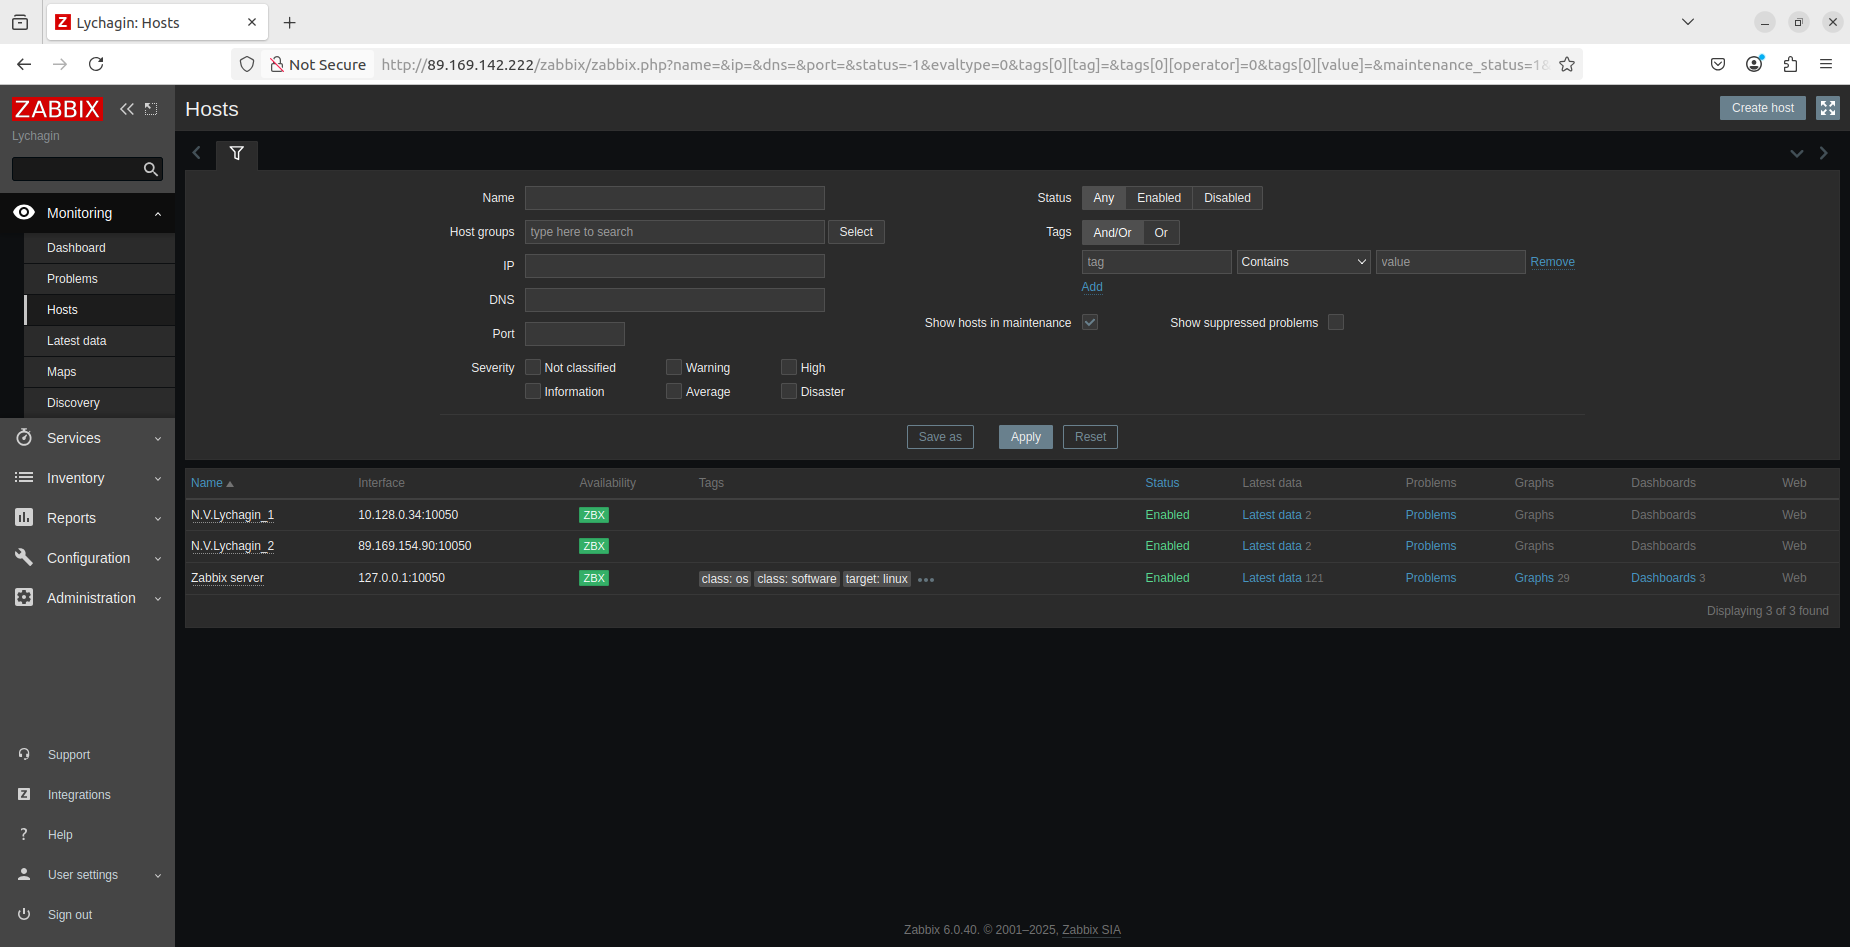 Lychagin: Hosts
Not Secure http://89.169.142.222/zabbix/zabbix.php?name=&ip=&dns=&port=&status=-1&evaltype=0&tags[0][tag]=&tags[0][operator]=0&tags[0][value]=&maintenance_status=1&
ZABBIX
Lychagin
Monitoring
Dashboard
Problems
Hosts
Latest data
Maps
Discovery
Services
Inventory
Reports
Configuration
Administration
Support
Integrations
Help
User settings
Sign out
Hosts
Create host
Name
Host groups type here to search Select
IP
DNS
Port
Severity Not classified Warning High
Information Average Disaster
Status Any Enabled Disabled
Tags And/Or Or
tag Contains value Remove
Add
Show hosts in maintenance Show suppressed problems
Save as Apply Reset
Name Interface Availability Tags Status Latest data Problems Graphs Dashboards Web
N.V.Lychagin_1 10.128.0.34:10050 ZBX Enabled Latest data 2 Problems Graphs Dashboards Web
N.V.Lychagin_2 89.169.154.90:10050 ZBX Enabled Latest data 2 Problems Graphs Dashboards Web
Zabbix server 127.0.0.1:10050 ZBX class: os class: software target: linux Enabled Latest data 121 Problems Graphs 29 Dashboards 3 Web
Displaying 3 of 3 found
Zabbix 6.0.40. © 2001–2025, Zabbix SIA